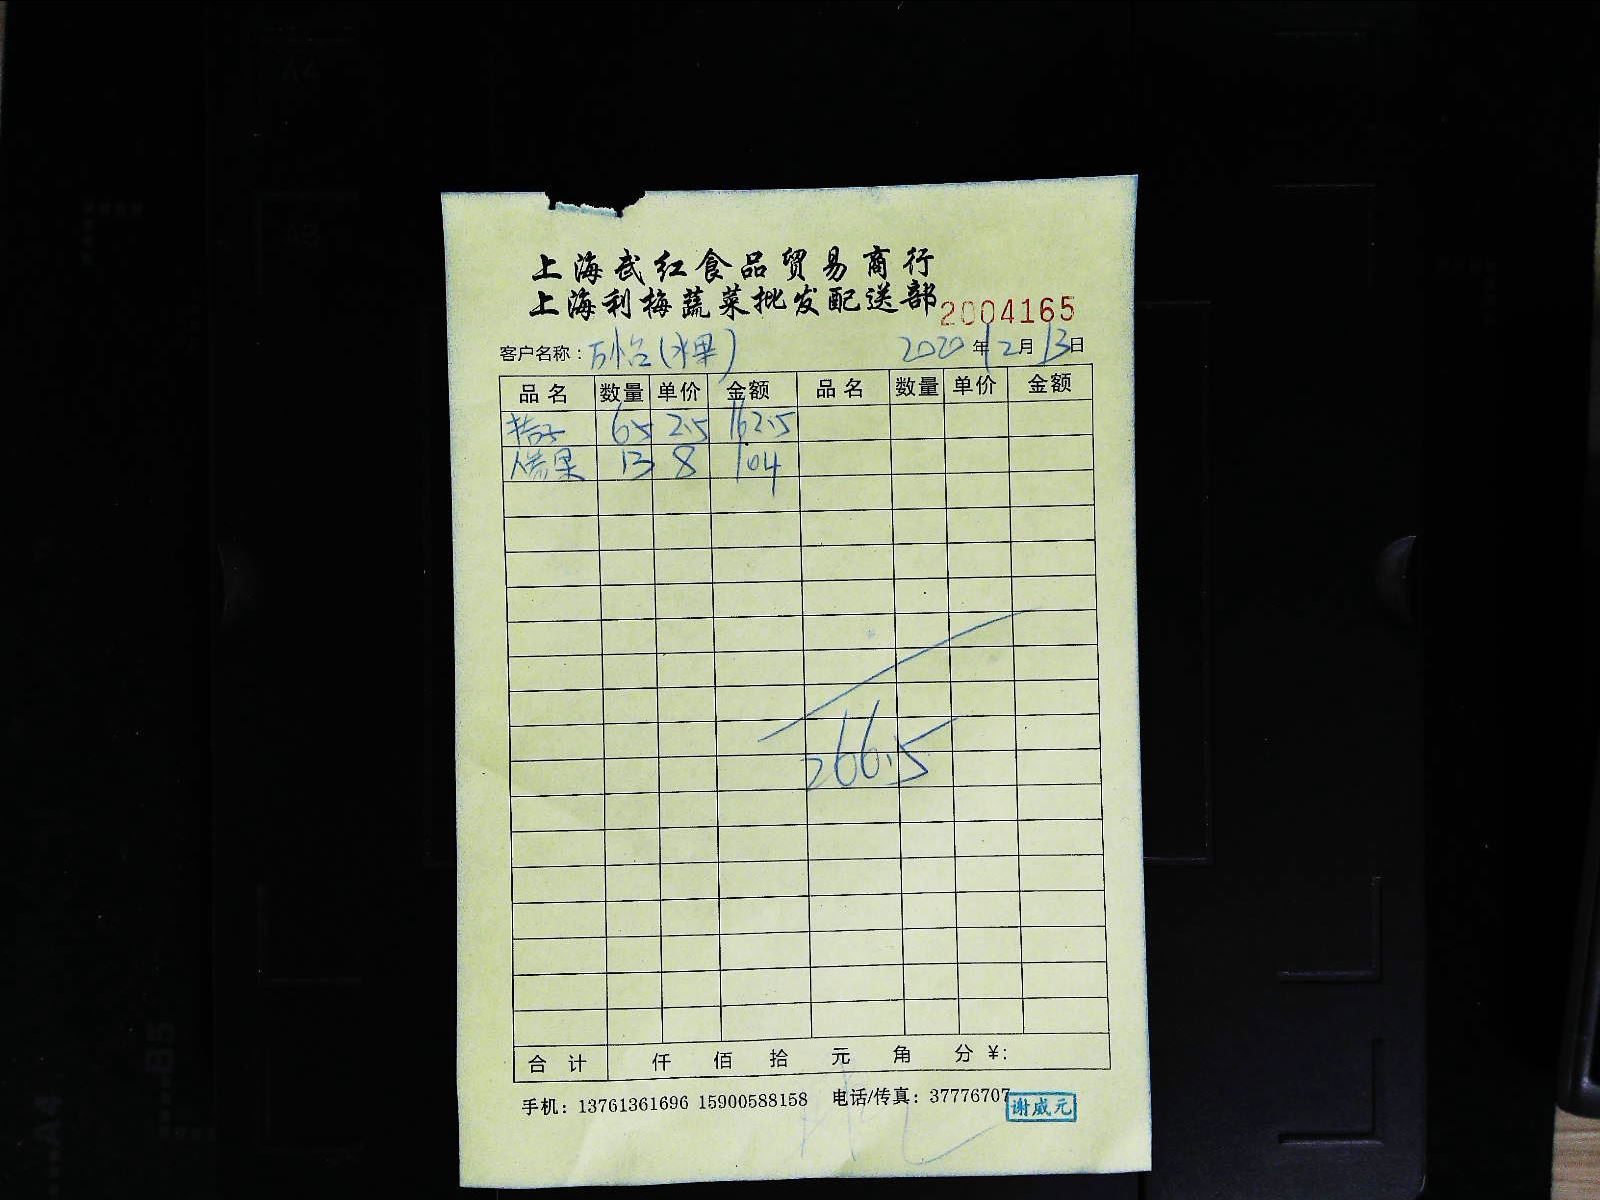 上海武红食品贸易商行
上海利梅蔬菜批发配送部 2004165
客户名称：万怡(水果) 2020年12月13日
品名 数量 单价 金额 品名 数量 单价 金额
桔子 65 2.5 162.5
人参果 13 8 104
266.5
合计 仟 佰 拾 元 角 分 ¥:
手机：13761361696 15900588158 电话/传真：37776707
谢威元